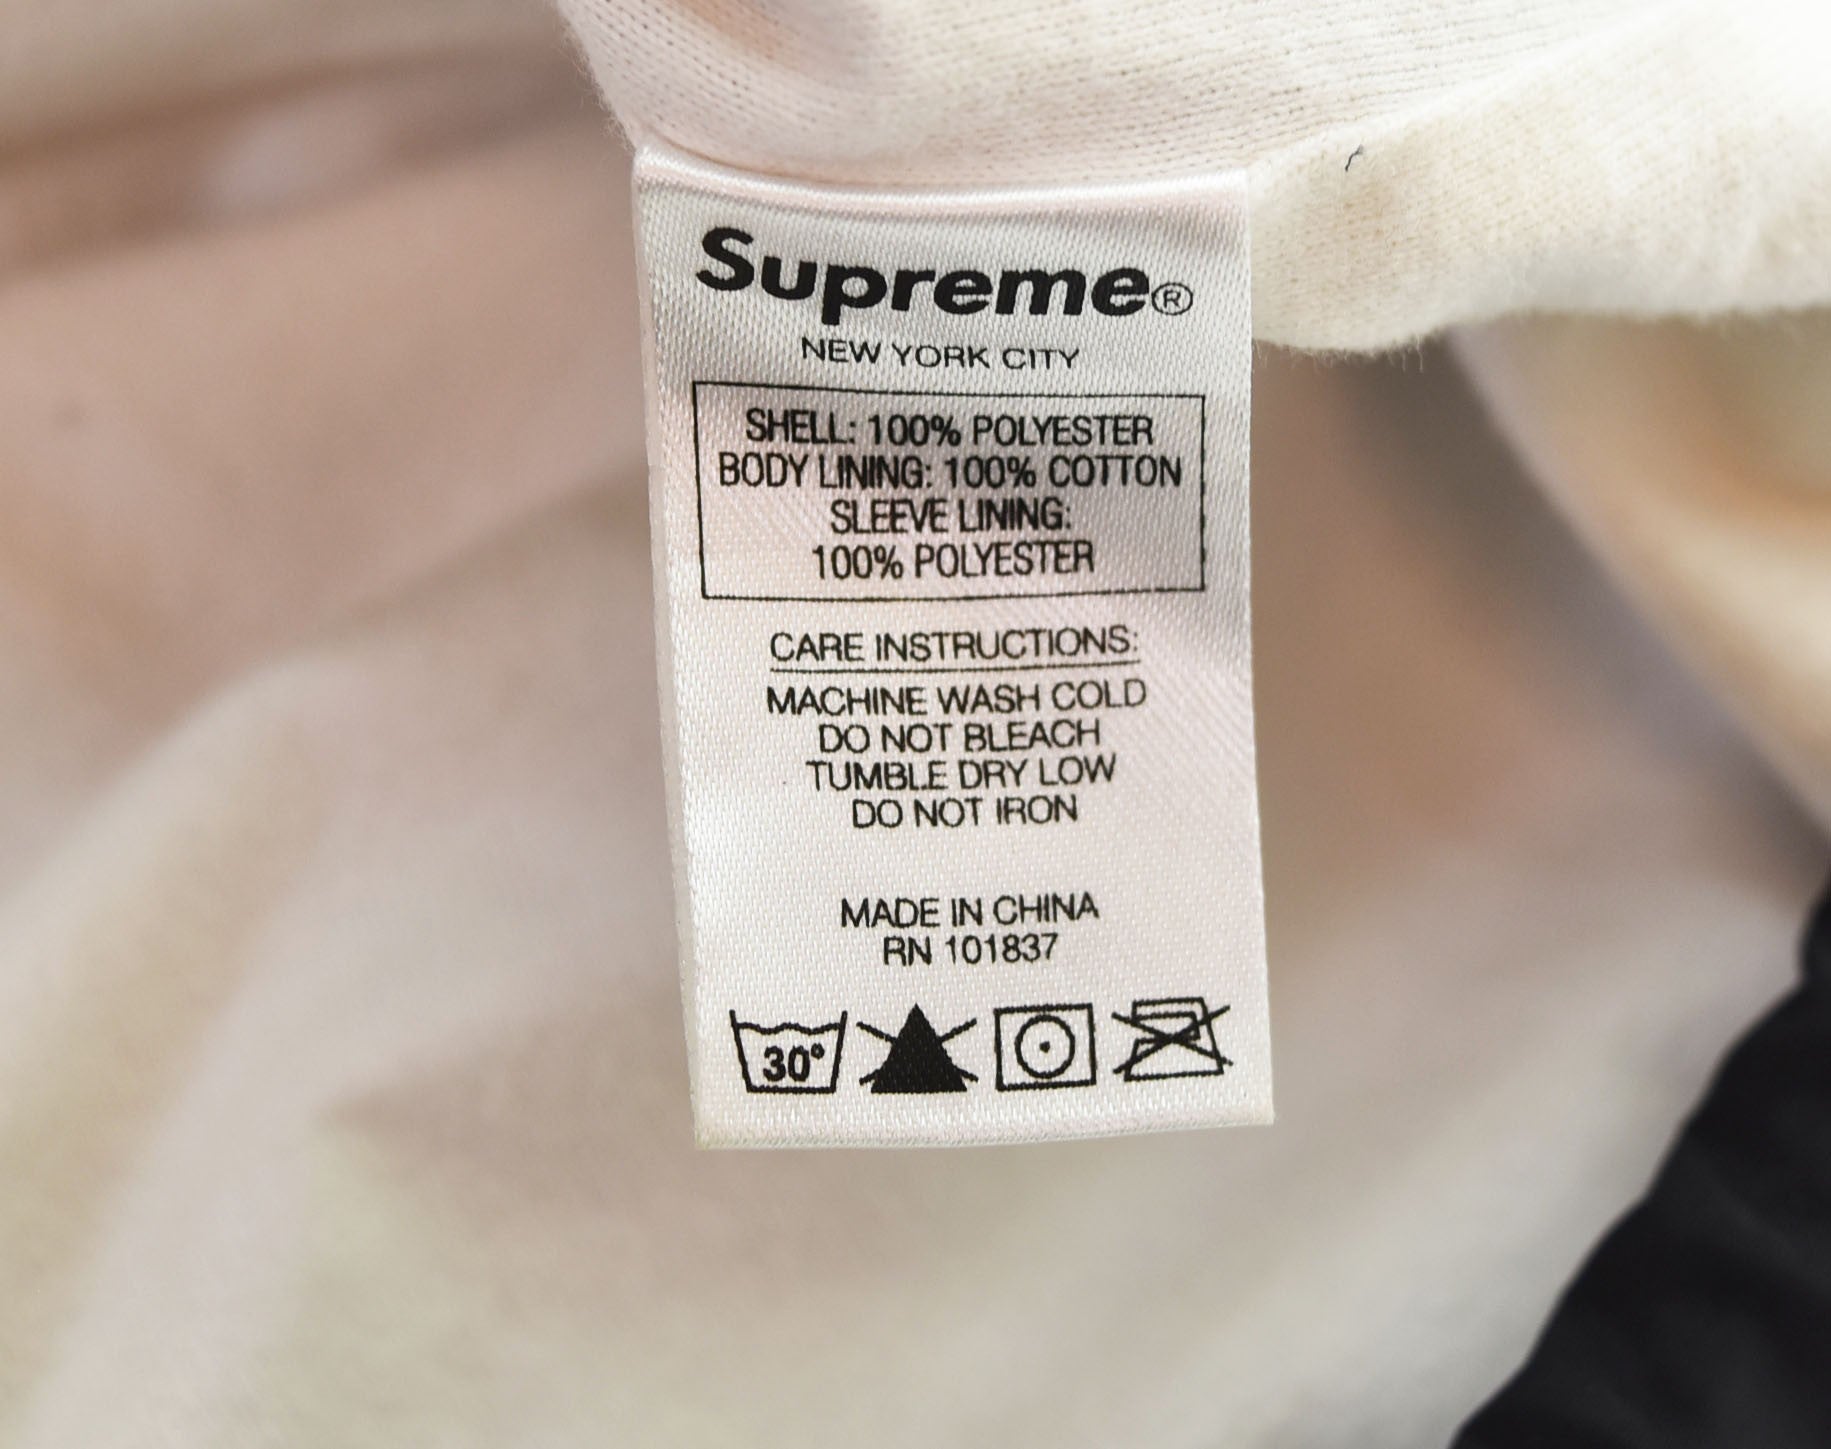 Supreme®
NEW YORK CITY
SHELL: 100% POLYESTER
BODY LINING: 100% COTTON
SLEEVE LINING:
100% POLYESTER
CARE INSTRUCTIONS:
MACHINE WASH COLD
DO NOT BLEACH
TUMBLE DRY LOW
DO NOT IRON
MADE IN CHINA
RN 101837
30°